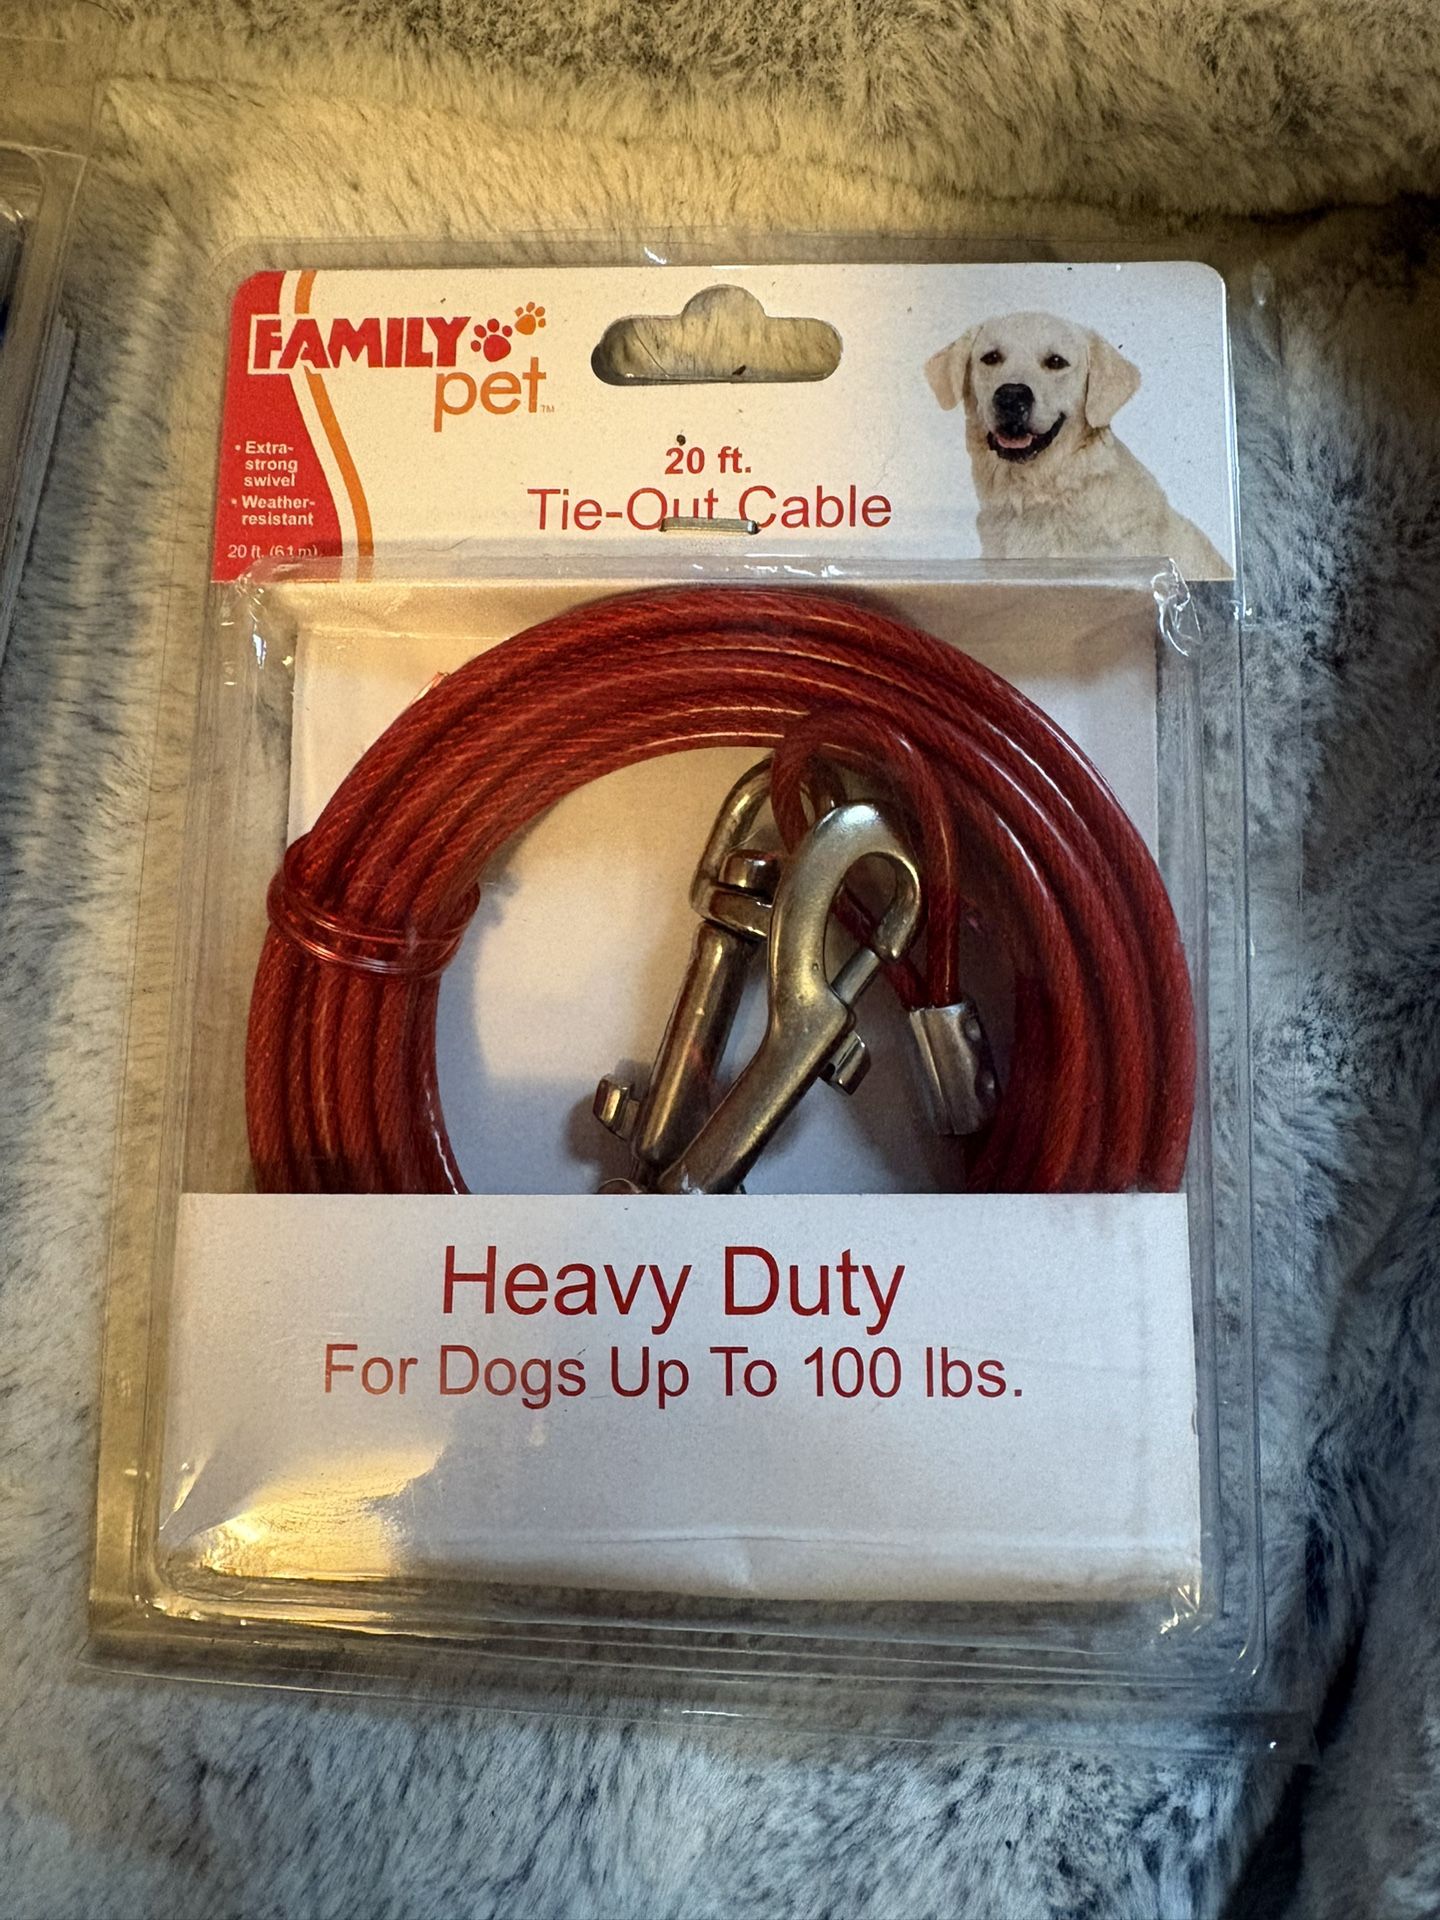 FAMILY
pet™
• Extra-
strong
swivel
• Weather-
resistant
20 ft. (6.1 m)
20 ft.
Tie-Out Cable
Heavy Duty
For Dogs Up To 100 lbs.